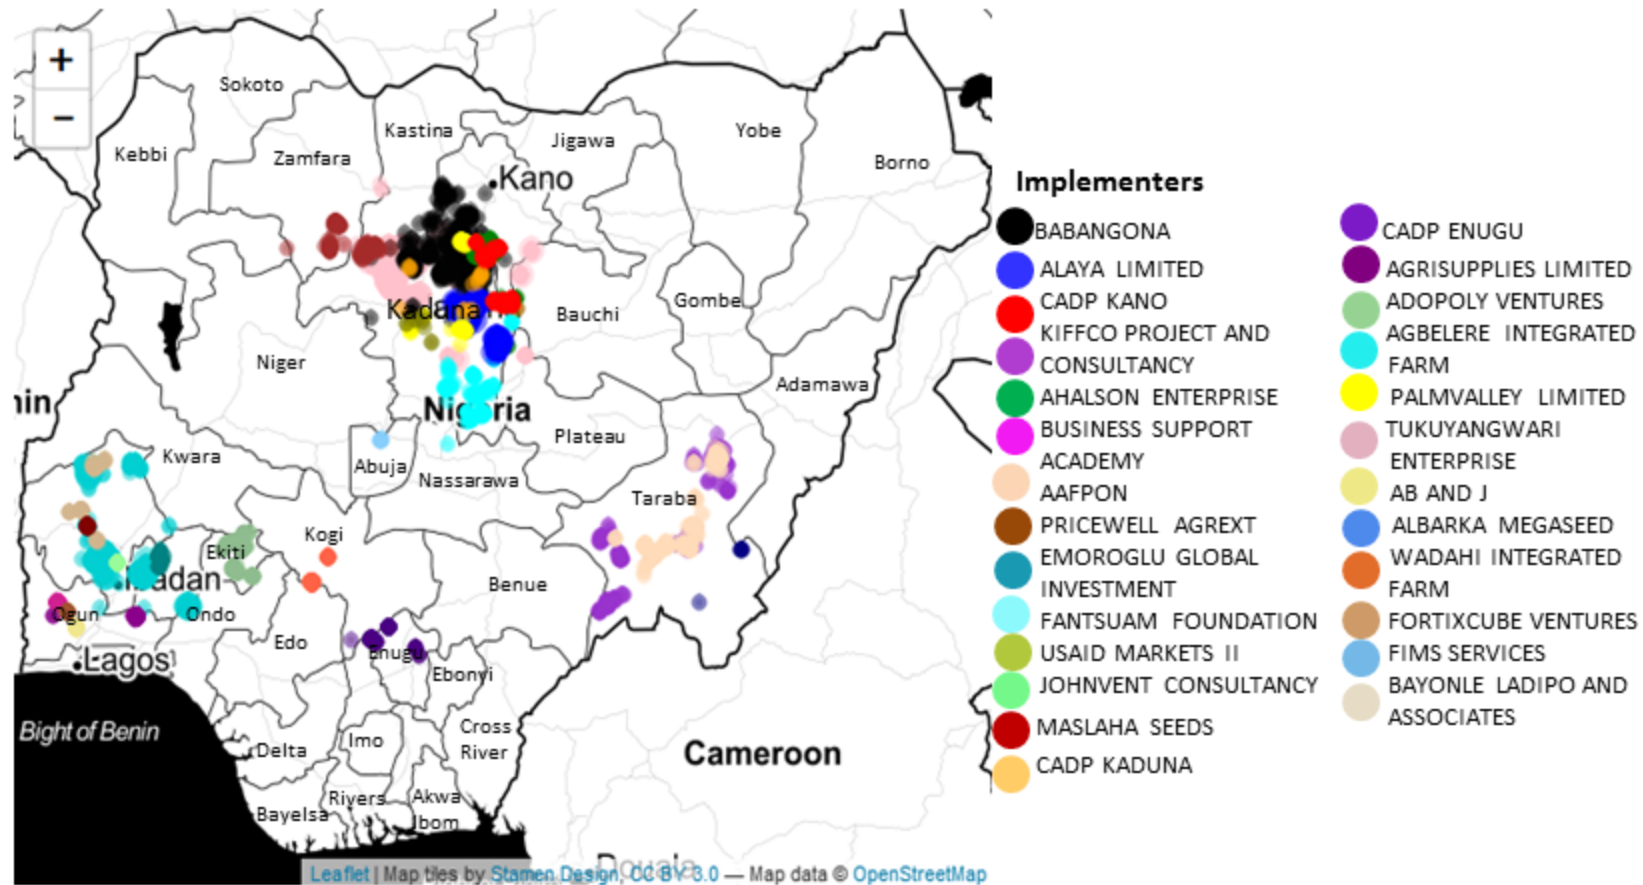 +
−
Sokoto
Kastina
Jigawa
Yobe
Kebbi
Zamfara
Borno
Kano
Kaduna
Bauchi
Gombe
Niger
Adamawa
nin
Nigeria
Plateau
Kwara
Abuja
Nassarawa
Taraba
Kogi
Ekiti
Ibadan
Benue
Ogun
Ondo
Edo
Enugu
Lagos
Ebonyi
Bight of Benin
Cross
River
Delta
Imo
Cameroon
Rivers
Akwa
Ibom
Bayelsa
Douala
Leaflet | Map tiles by Stamen Design, CC BY 3.0 — Map data © OpenStreetMap
Implementers
BABANGONA
ALAYA LIMITED
CADP KANO
KIFFCO PROJECT AND
CONSULTANCY
AHALSON ENTERPRISE
BUSINESS SUPPORT
ACADEMY
AAFPON
PRICEWELL AGREXT
EMOROGLU GLOBAL
INVESTMENT
FANTSUAM FOUNDATION
USAID MARKETS II
JOHNVENT CONSULTANCY
MASLAHA SEEDS
CADP KADUNA
CADP ENUGU
AGRISUPPLIES LIMITED
ADOPOLY VENTURES
AGBELERE INTEGRATED
FARM
PALMVALLEY LIMITED
TUKUYANGWARI
ENTERPRISE
AB AND J
ALBARKA MEGASEED
WADAHI INTEGRATED
FARM
FORTIXCUBE VENTURES
FIMS SERVICES
BAYONLE LADIPO AND
ASSOCIATES